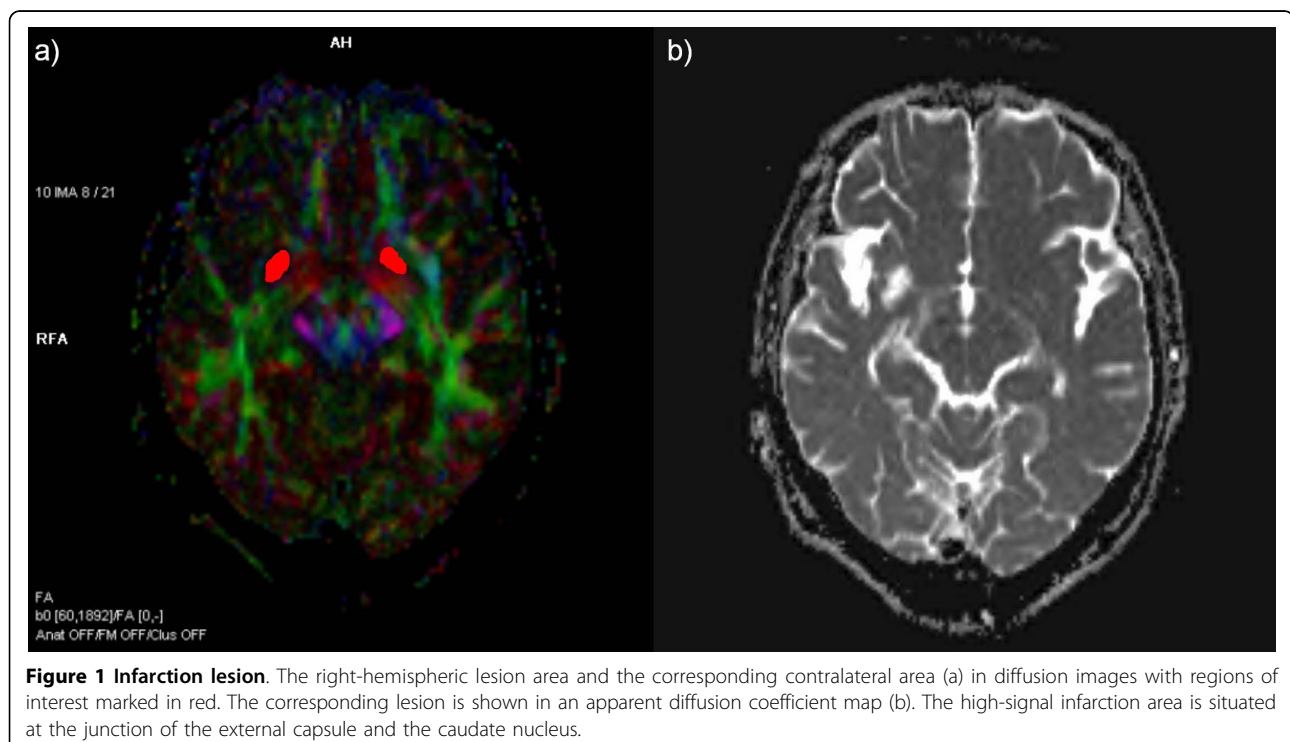 a)
AH
b)
10 IMA 8 / 21
RFA
FA
b0 [60,1892]/FA [0,-]
Anat OFF/FM OFF/Clus OFF
Figure 1 Infarction lesion. The right-hemispheric lesion area and the corresponding contralateral area (a) in diffusion images with regions of
interest marked in red. The corresponding lesion is shown in an apparent diffusion coefficient map (b). The high-signal infarction area is situated
at the junction of the external capsule and the caudate nucleus.